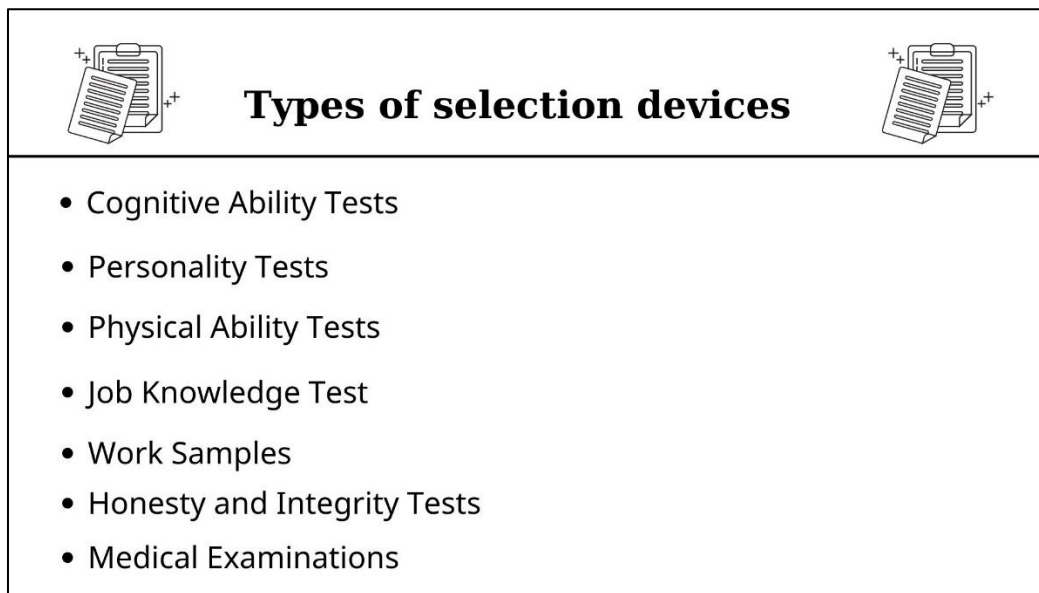 Types of selection devices
• Cognitive Ability Tests
• Personality Tests
• Physical Ability Tests
• Job Knowledge Test
• Work Samples
• Honesty and Integrity Tests
• Medical Examinations